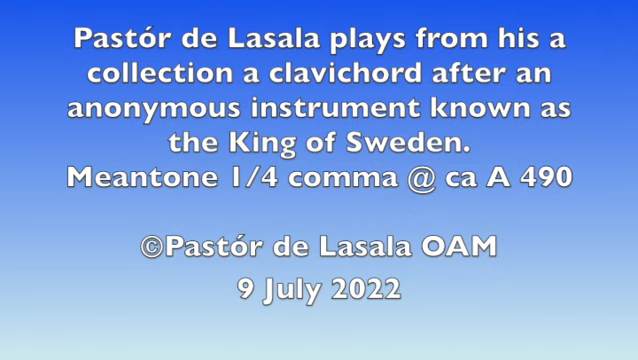 Pastór de Lasala plays from his a
collection a clavichord after an
anonymous instrument known as
the King of Sweden.
Meantone 1/4 comma @ ca A 490
©Pastór de Lasala OAM
9 July 2022